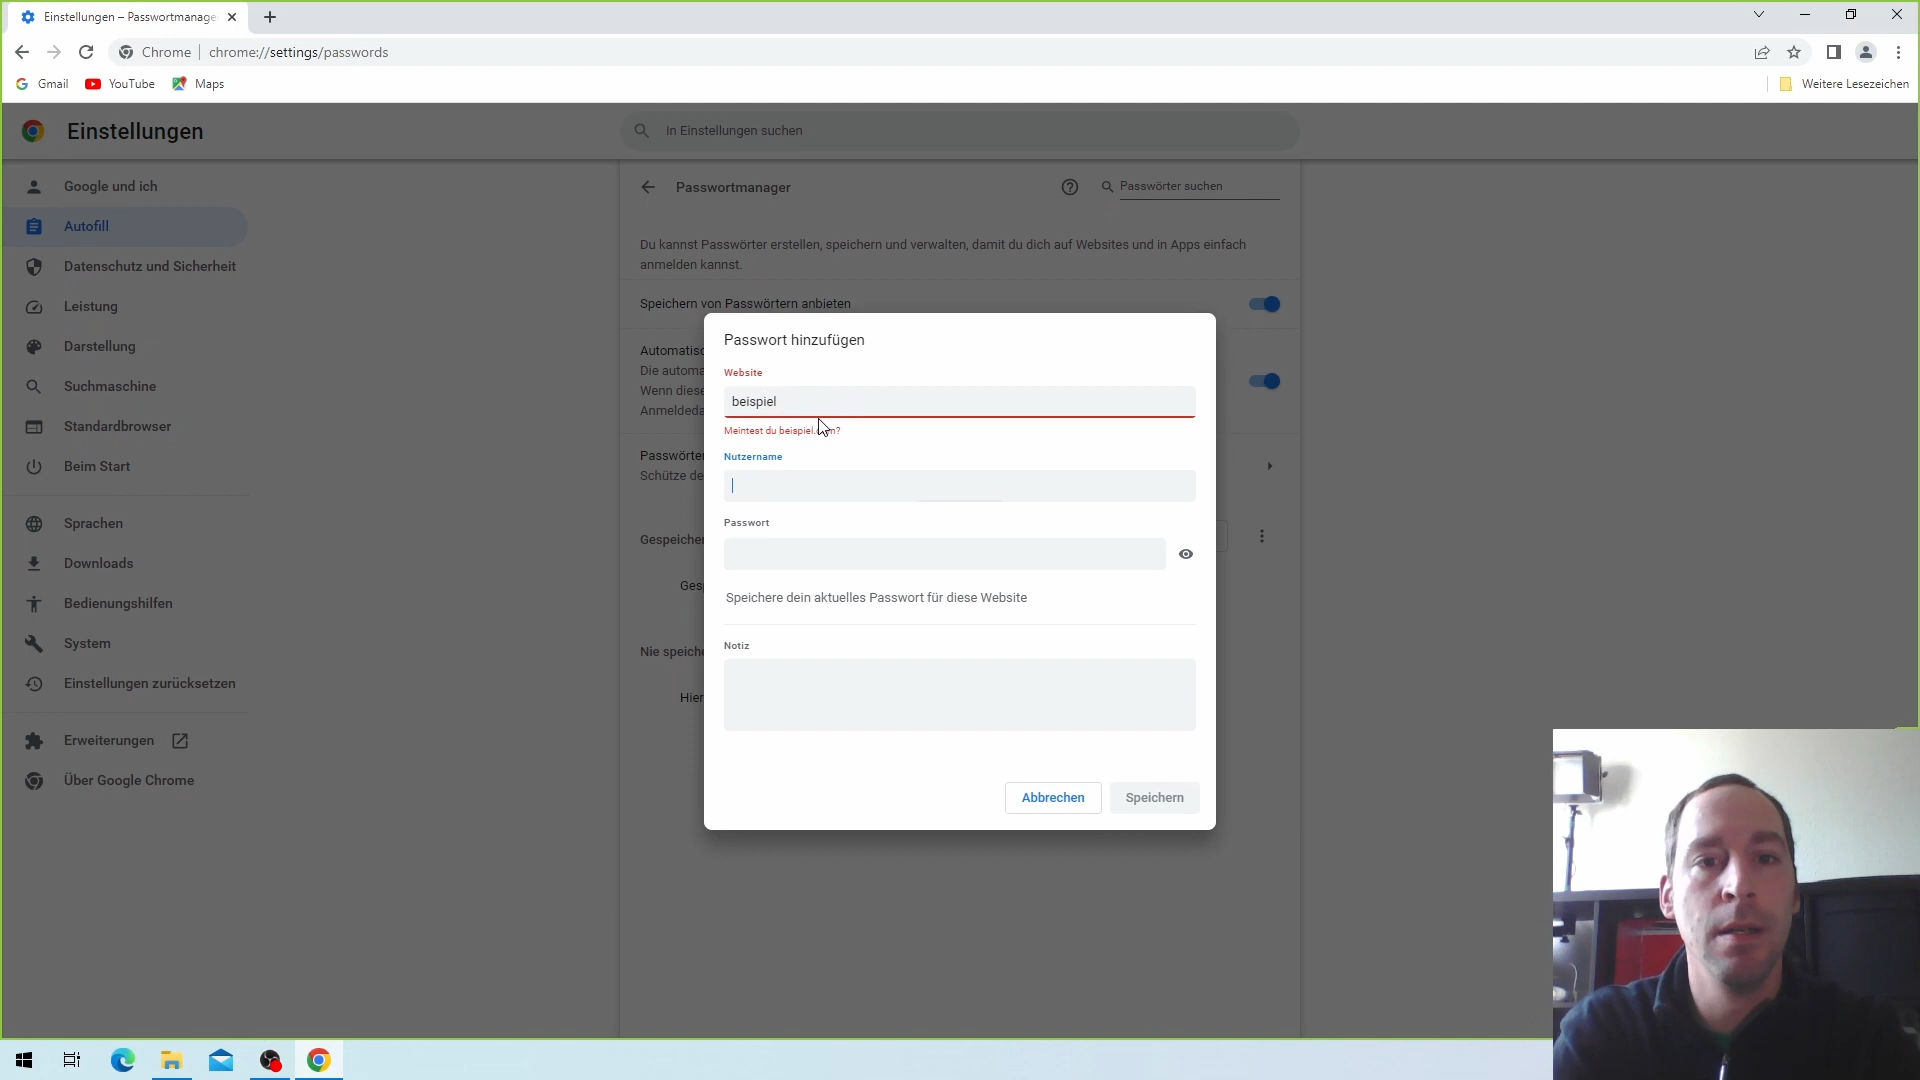 Einstellungen – Passwortmanage
Chrome
chrome://settings/passwords
Gmail
YouTube
Maps
Weitere Lesezeichen
Einstellungen
In Einstellungen suchen
Google und ich
Autofill
Datenschutz und Sicherheit
Leistung
Darstellung
Suchmaschine
Standardbrowser
Beim Start
Sprachen
Downloads
Bedienungshilfen
System
Einstellungen zurücksetzen
Erweiterungen
Über Google Chrome
Passwortmanager
Passwörter suchen
Du kannst Passwörter erstellen, speichern und verwalten, damit du dich auf Websites und in Apps einfach
anmelden kannst.
Speichern von Passwörtern anbieten
Automatisc
Die automa
Wenn diese
Anmeldeda
Passwörter
Schütze de
Gespeicher
Gesp
Nie speiche
Hier
Passwort hinzufügen
Website
beispiel
Meintest du
Nutzername
Passwort
Speichere dein aktuelles Passwort für diese Website
Notiz
Abbrechen
Speichern